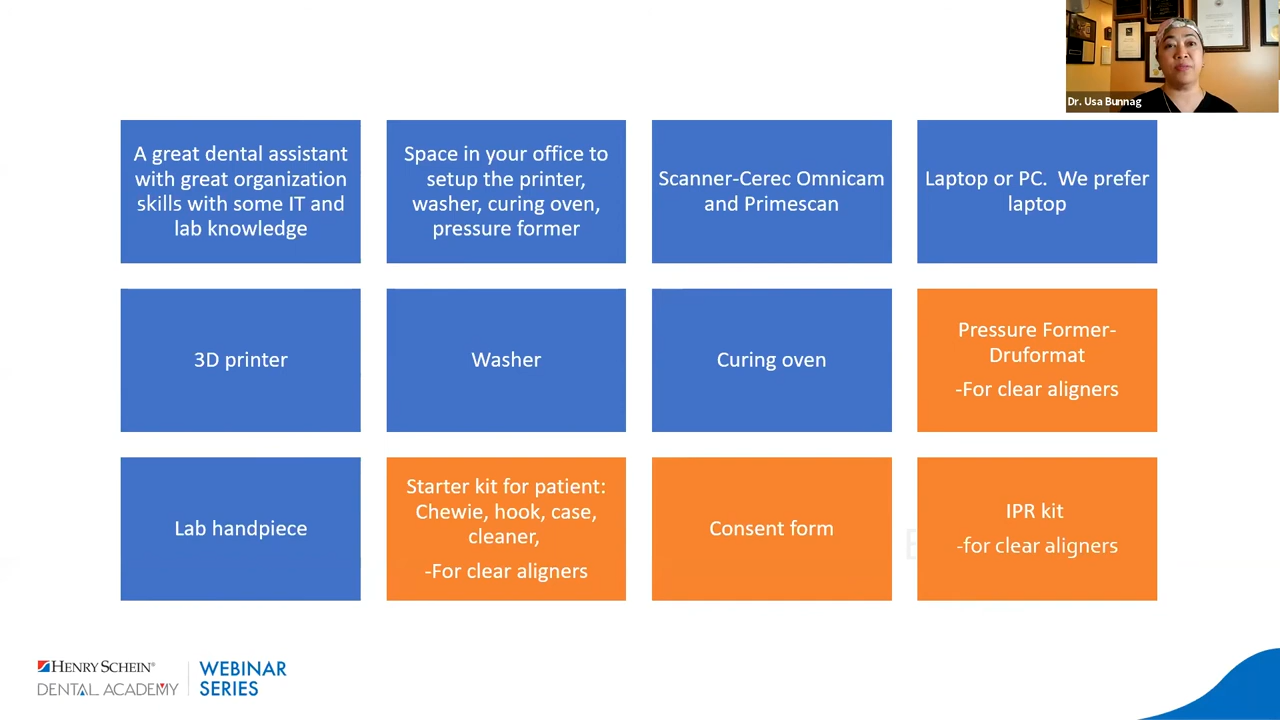 Dr. Usa Bunnag
A great dental assistant
with great organization
skills with some IT and
lab knowledge
Space in your office to
setup the printer,
washer, curing oven,
pressure former
Scanner-Cerec Omnicam
and Primescan
Laptop or PC.  We prefer
laptop
3D printer
Washer
Curing oven
Pressure Former-
Druformat
-For clear aligners
Lab handpiece
Starter kit for patient:
Chewie, hook, case,
cleaner,
-For clear aligners
Consent form
IPR kit
-for clear aligners
HENRY SCHEIN®
DENTAL ACADEMY
WEBINAR
SERIES